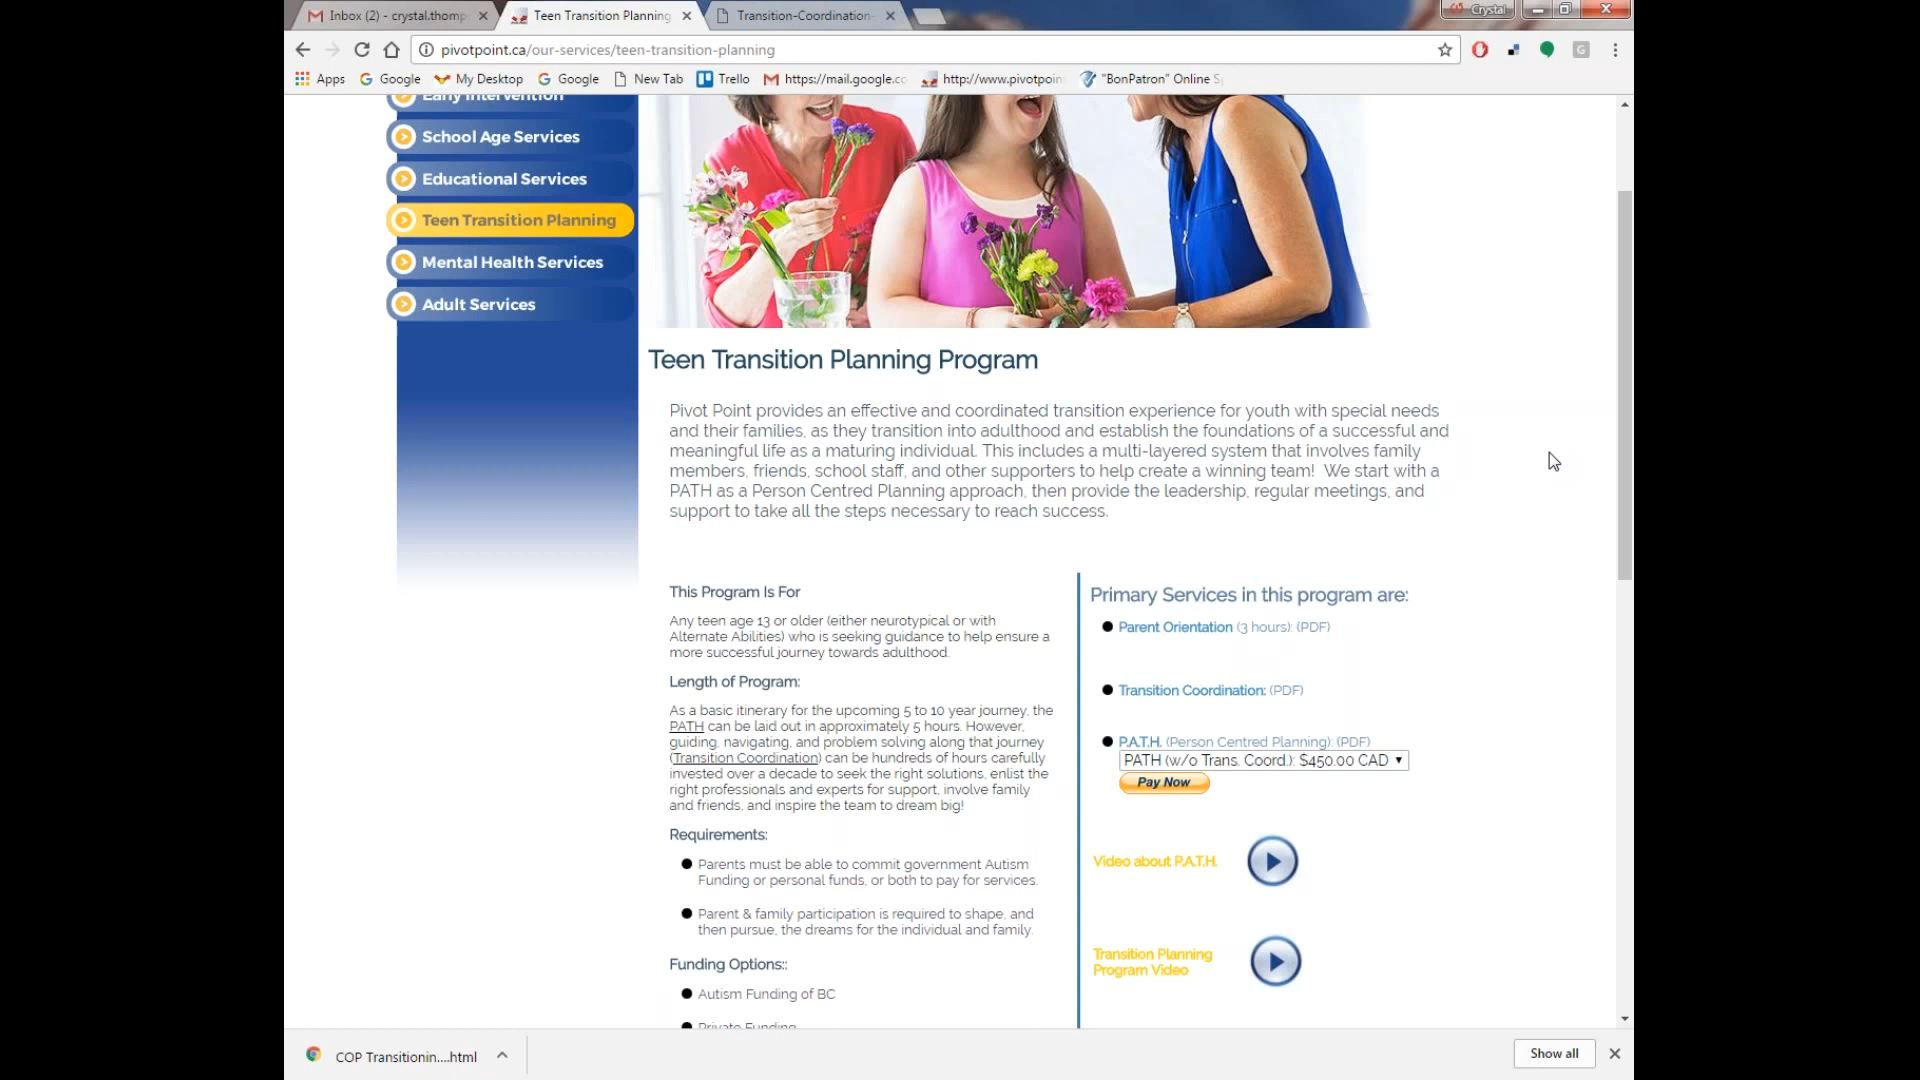 Inbox (2) - crystal.thomp
Teen Transition Planning
Transition-Coordination-
Crystal
pivotpoint.ca/our-services/teen-transition-planning
Apps
Google
My Desktop
Google
New Tab
Trello
https://mail.google.co
http://www.pivotpoin
"BonPatron" Online S
Early Intervention
School Age Services
Educational Services
Teen Transition Planning
Mental Health Services
Adult Services
Teen Transition Planning Program
Pivot Point provides an effective and coordinated transition experience for youth with special needs
and their families, as they transition into adulthood and establish the foundations of a successful and
meaningful life as a maturing individual. This includes a multi-layered system that involves family
members, friends, school staff, and other supporters to help create a winning team! We start with a
PATH as a Person Centred Planning approach, then provide the leadership, regular meetings, and
support to take all the steps necessary to reach success.
This Program Is For
Any teen age 13 or older (either neurotypical or with
Alternate Abilities) who is seeking guidance to help ensure a
more successful journey towards adulthood.
Length of Program:
As a basic itinerary for the upcoming 5 to 10 year journey, the
PATH can be laid out in approximately 5 hours. However,
guiding, navigating, and problem solving along that journey
(Transition Coordination) can be hundreds of hours carefully
invested over a decade to seek the right solutions, enlist the
right professionals and experts for support, involve family
and friends, and inspire the team to dream big!
Requirements:
Parents must be able to commit government Autism
Funding or personal funds, or both to pay for services.
Parent & family participation is required to shape, and
then pursue, the dreams for the individual and family.
Funding Options::
Autism Funding of BC
Private Funding
Primary Services in this program are:
Parent Orientation (3 hours): (PDF)
Transition Coordination: (PDF)
P.A.T.H. (Person Centred Planning): (PDF)
PATH (w/o Trans. Coord.): $450.00 CAD
Pay Now
Video about P.A.T.H.
Transition Planning
Program Video
COP Transitionin....html
Show all